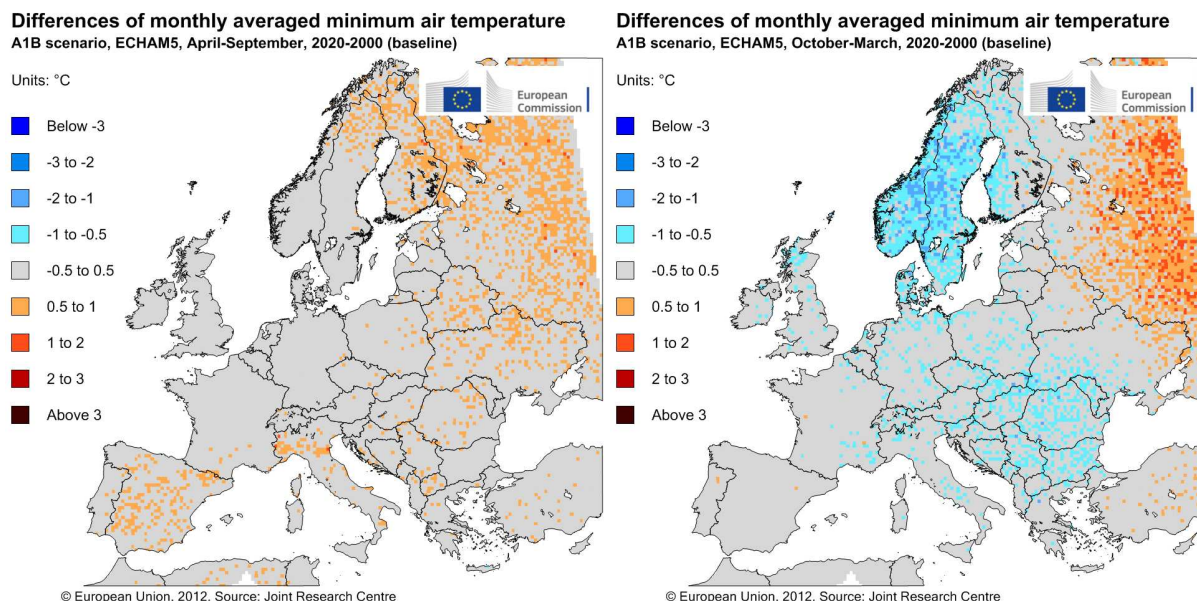 Differences of monthly averaged minimum air temperature
A1B scenario, ECHAM5, April-September, 2020-2000 (baseline)
Units: °C
European
Commission
Below -3
-3 to -2
-2 to -1
-1 to -0.5
-0.5 to 0.5
0.5 to 1
1 to 2
2 to 3
Above 3
© European Union, 2012. Source: Joint Research Centre
Differences of monthly averaged minimum air temperature
A1B scenario, ECHAM5, October-March, 2020-2000 (baseline)
Units: °C
European
Commission
Below -3
-3 to -2
-2 to -1
-1 to -0.5
-0.5 to 0.5
0.5 to 1
1 to 2
2 to 3
Above 3
© European Union, 2012. Source: Joint Research Centre